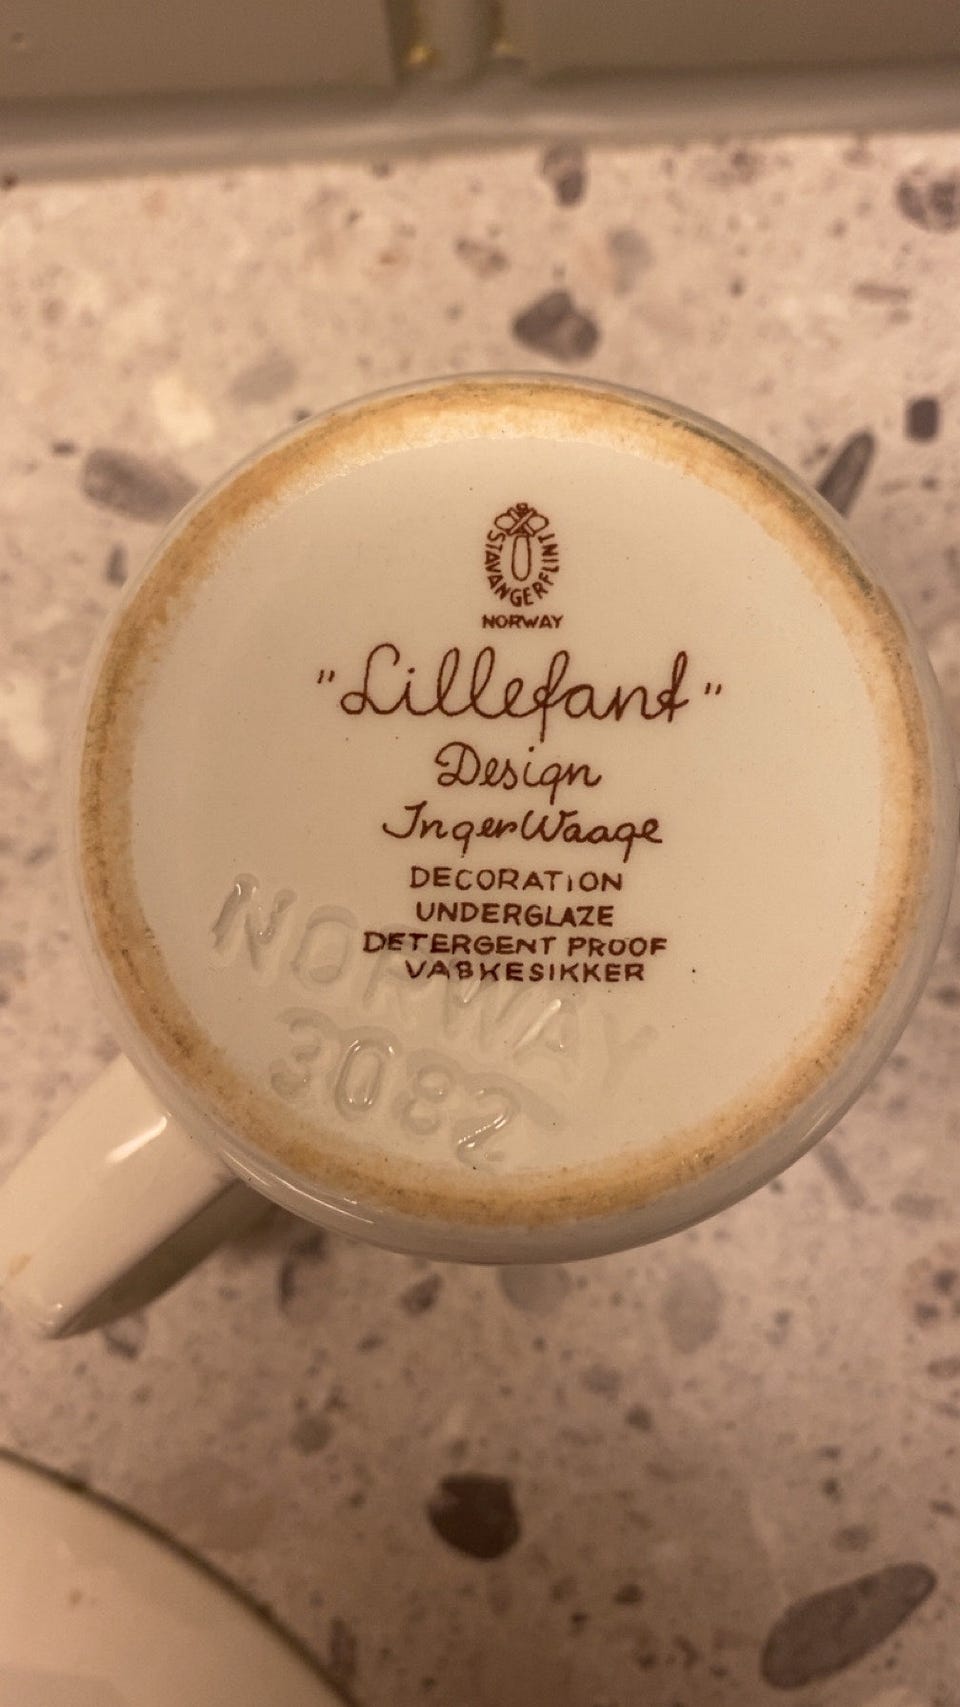 STAVANGERFLINT
NORWAY
"Lillefant"
Design
Inger Waage
DECORATION
UNDERGLAZE
DETERGENT PROOF
VASKESIKKER
NORWAY
3082